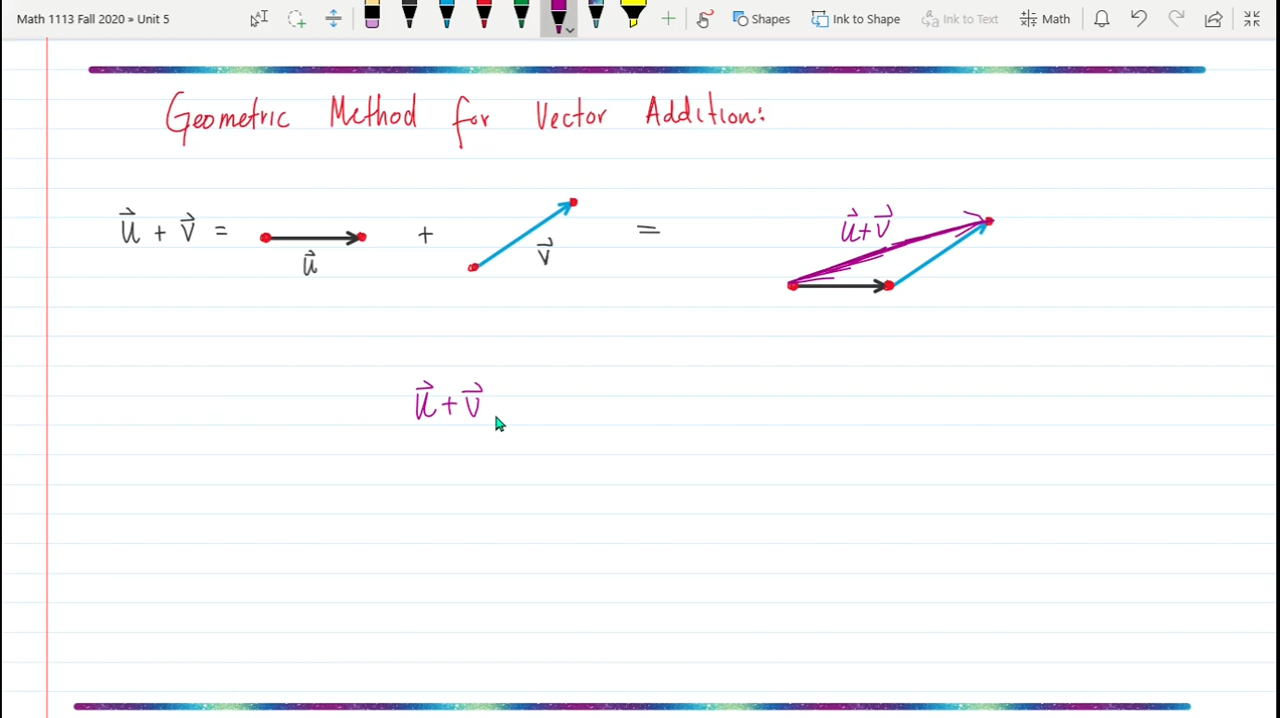 Math 1113 Fall 2020 » Unit 5
Shapes
Ink to Shape
Ink to Text
Math
Geometric Method for Vector Addition:
u⃗ + v⃗ = u⃗ + v⃗ = u⃗+v⃗
u⃗+v⃗